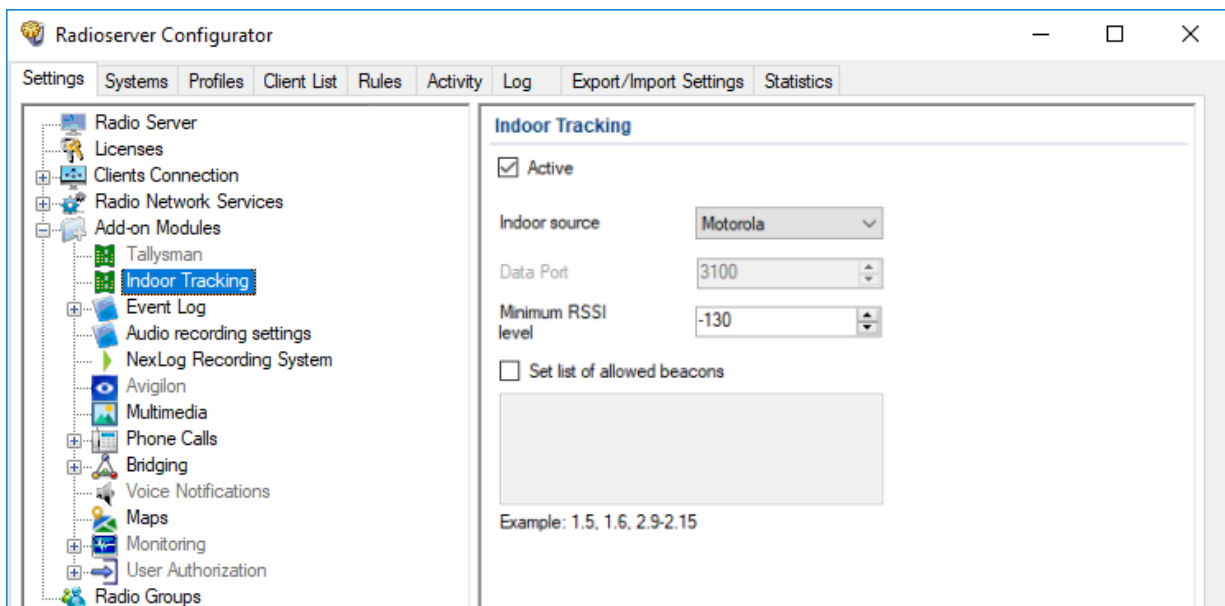 Radioserver Configurator
Settings Systems Profiles Client List Rules Activity Log Export/Import Settings Statistics
Radio Server
Licenses
Clients Connection
Radio Network Services
Add-on Modules
Tallysman
Indoor Tracking
Event Log
Audio recording settings
NexLog Recording System
Avigilon
Multimedia
Phone Calls
Bridging
Voice Notifications
Maps
Monitoring
User Authorization
Radio Groups
Indoor Tracking
Active
Indoor source Motorola
Data Port 3100
Minimum RSSI
level -130
Set list of allowed beacons
Example: 1.5, 1.6, 2.9-2.15